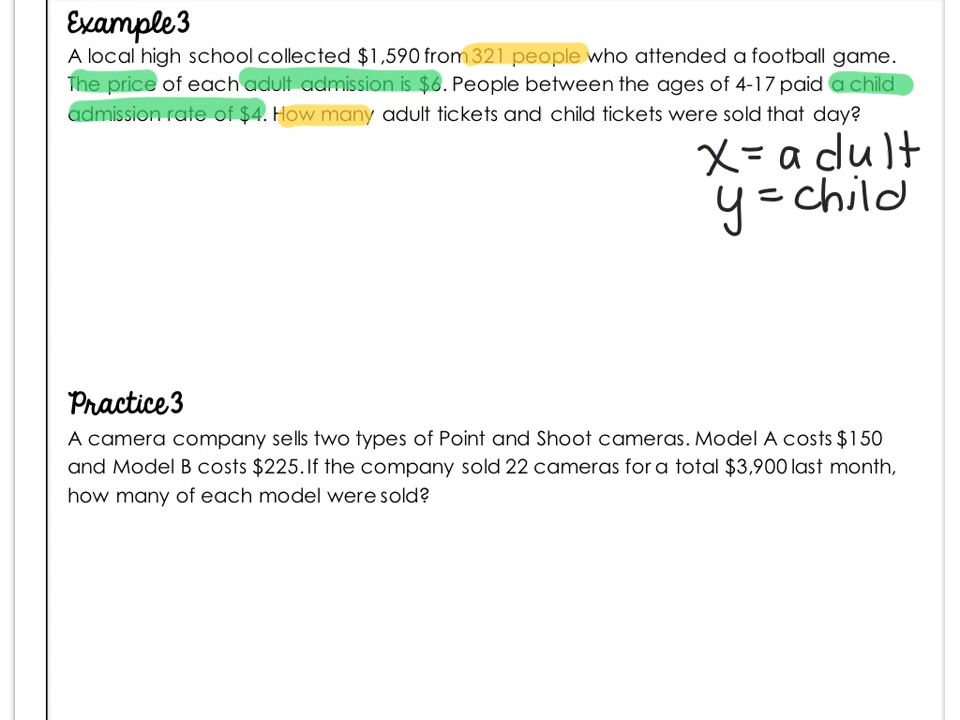 Example 3
A local high school collected $1,590 from 321 people who attended a football game.
The price of each adult admission is $6. People between the ages of 4-17 paid a child
admission rate of $4. How many adult tickets and child tickets were sold that day?
x = adult
y = child
Practice 3
A camera company sells two types of Point and Shoot cameras. Model A costs $150
and Model B costs $225. If the company sold 22 cameras for a total $3,900 last month,
how many of each model were sold?